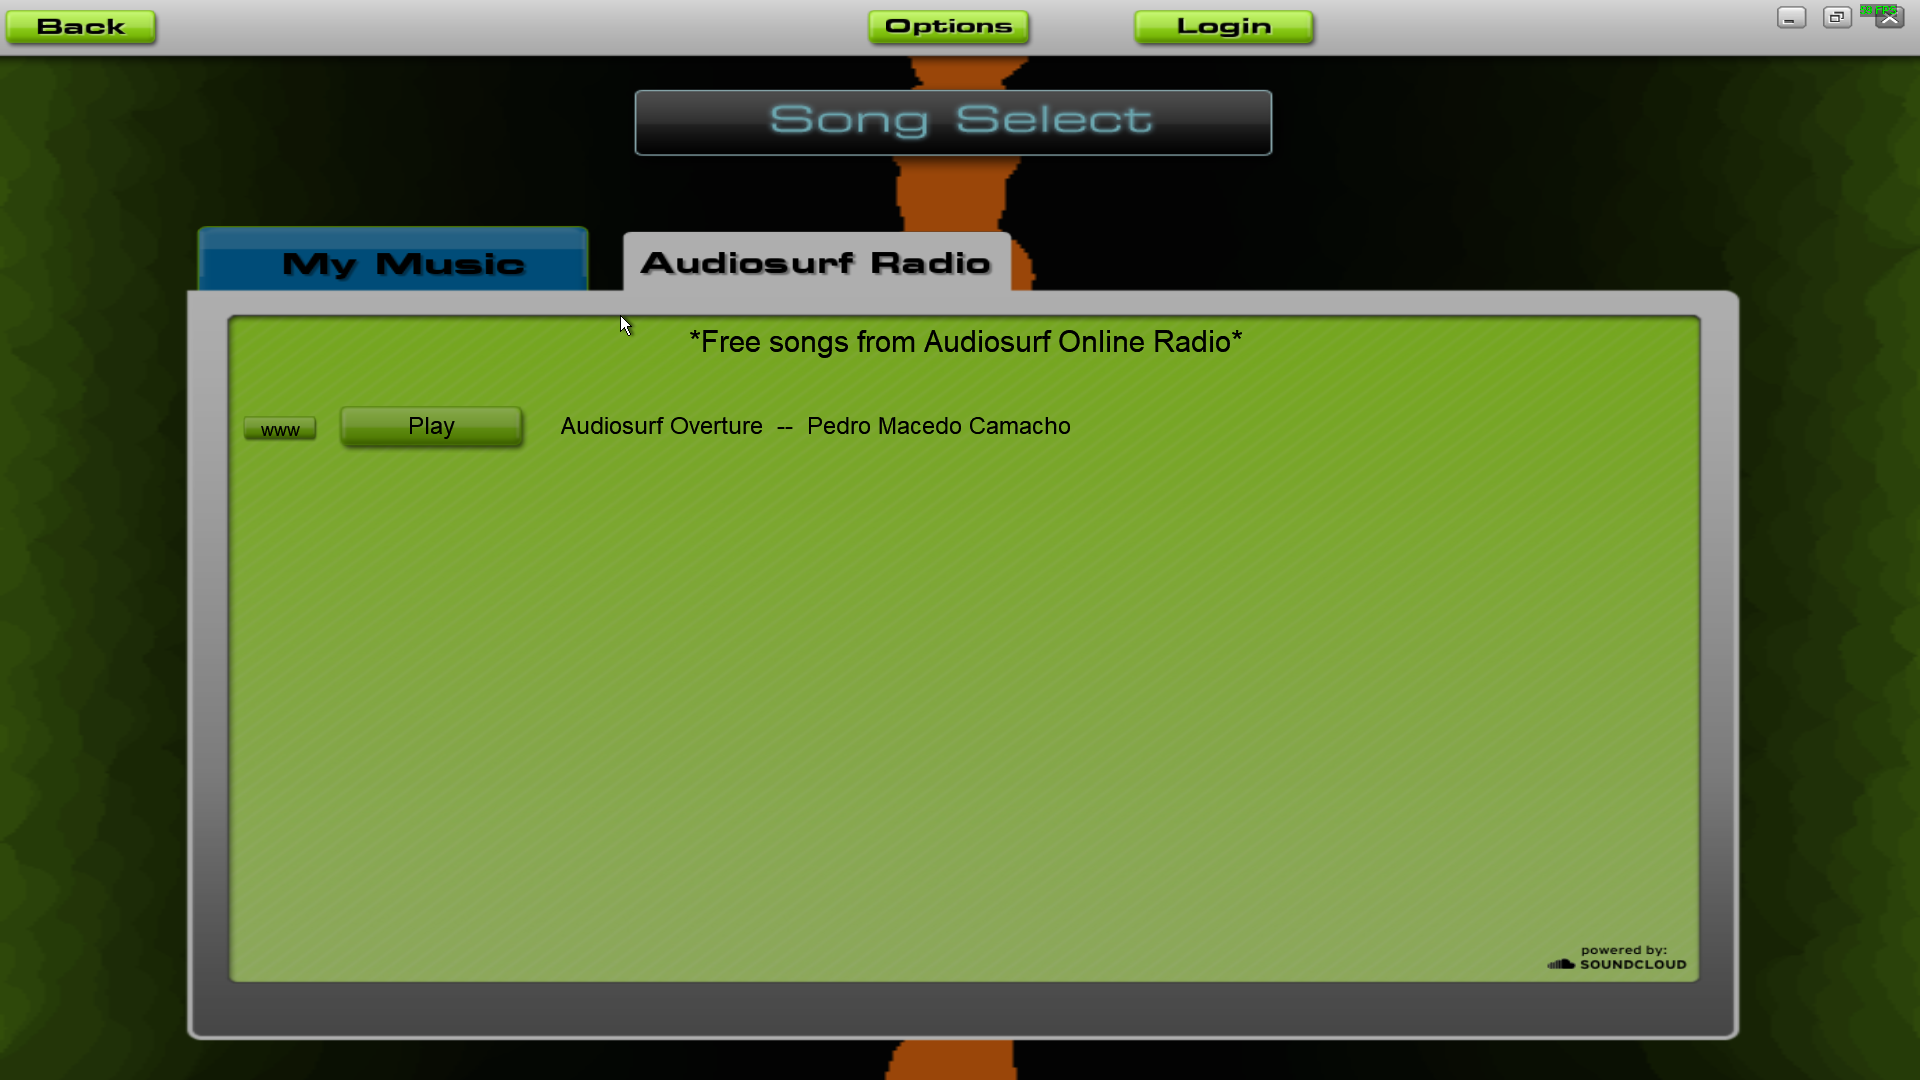 Back
Options
Login
Song Select
My Music
Audiosurf Radio
*Free songs from Audiosurf Online Radio*
www
Play
Audiosurf Overture -- Pedro Macedo Camacho
powered by:
SOUNDCLOUD